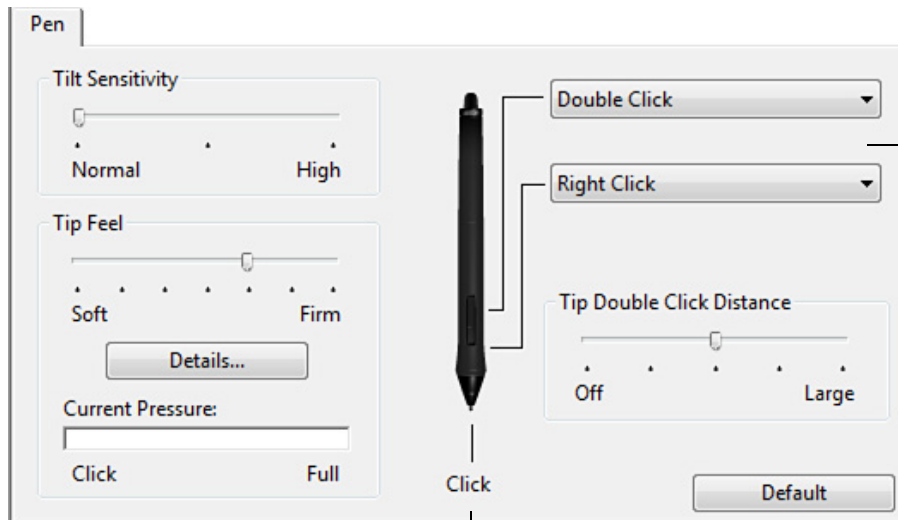 Pen
Tilt Sensitivity
Normal High
Tip Feel
Soft Firm
Details...
Current Pressure:
Click Full
Double Click
Right Click
Tip Double Click Distance
Off Large
Click
Default